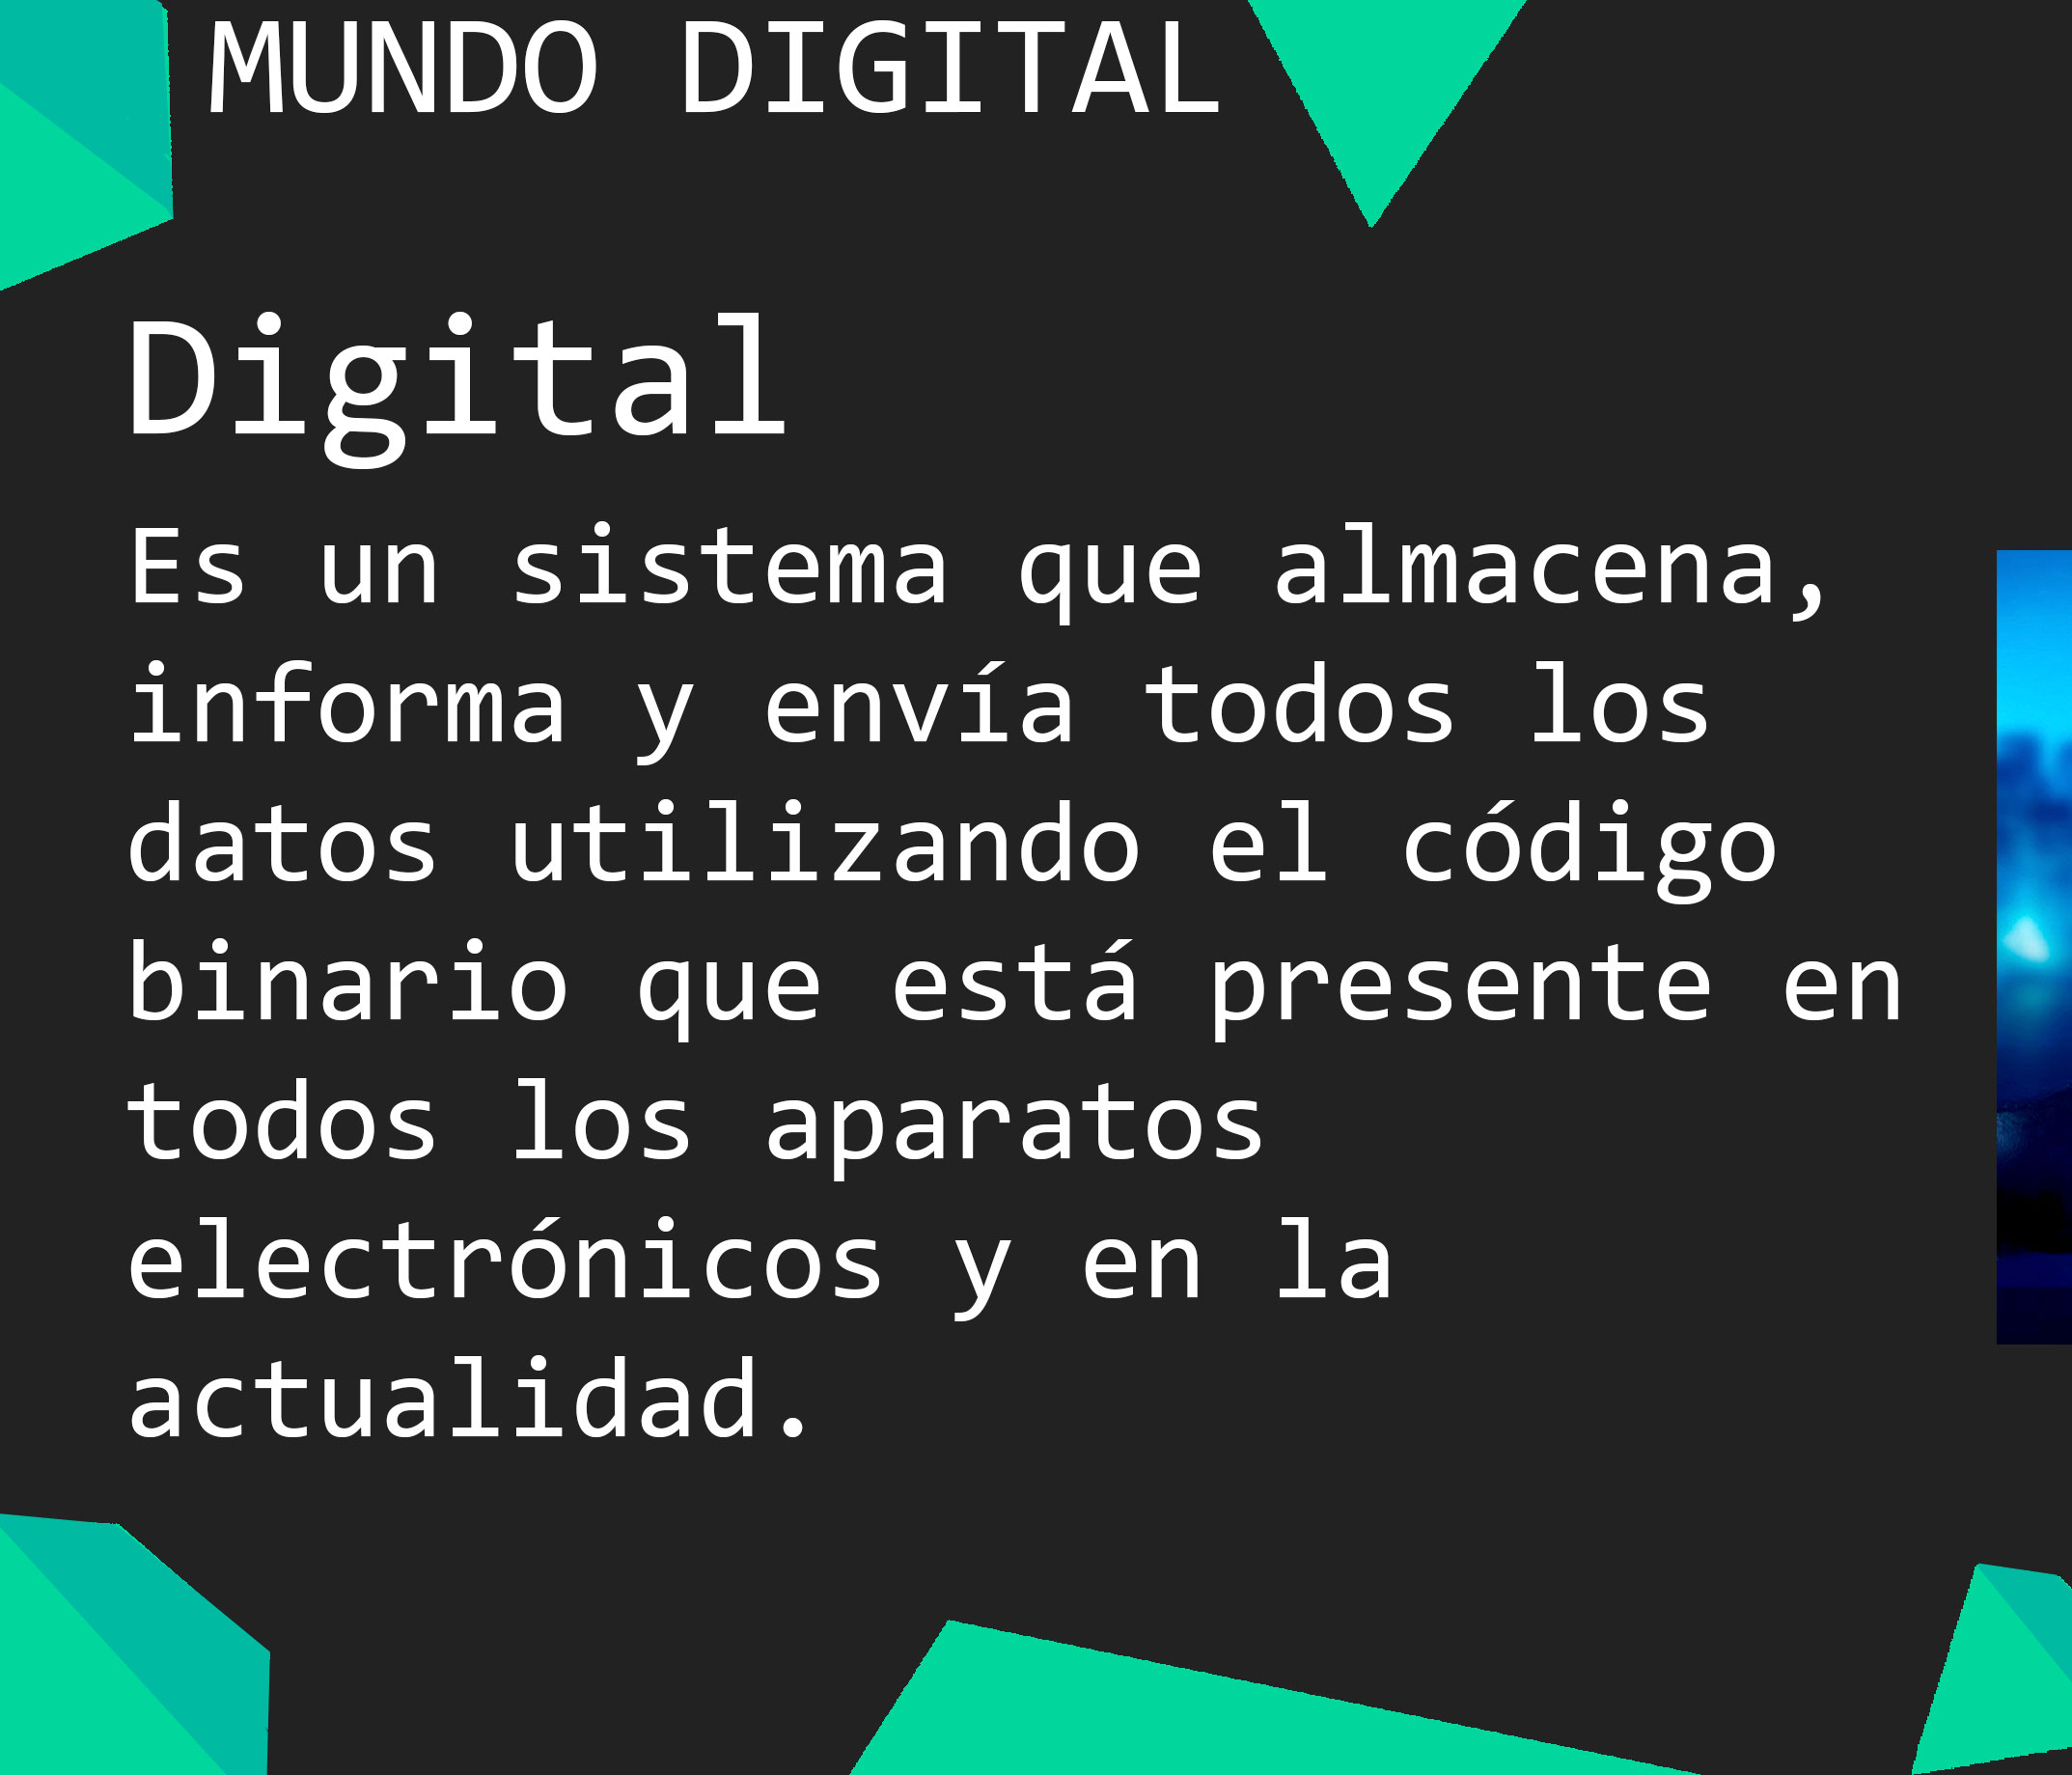 MUNDO DIGITAL
Digital
Es un sistema que almacena,
informa y envía todos los
datos utilizando el código
binario que está presente en
todos los aparatos
electrónicos y en la
actualidad.